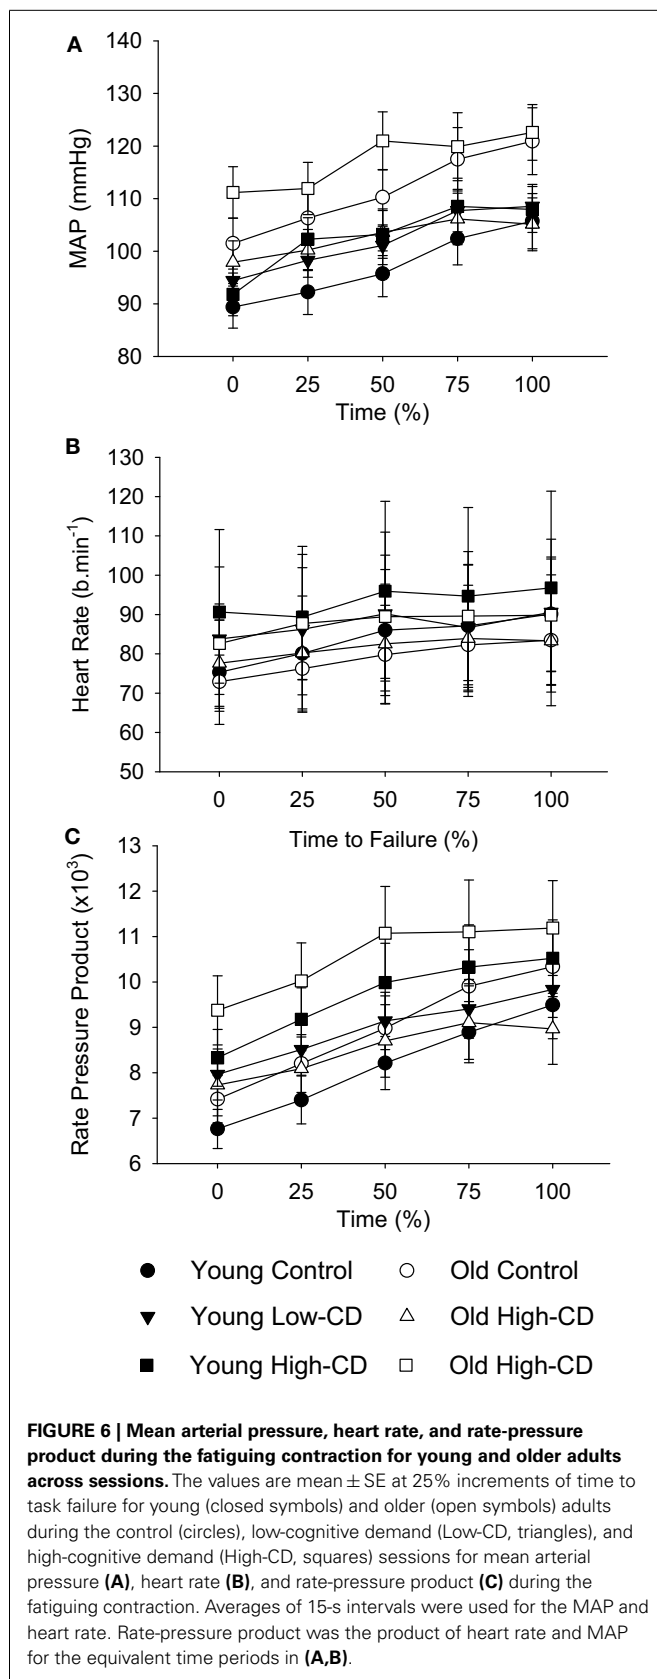 A
140
130
120
110
100
90
80
MAP (mmHg)
0 25 50 75 100
Time (%)
B
130
120
110
100
90
80
70
60
50
Heart Rate (b.min-1)
0 25 50 75 100
Time to Failure (%)
C
13
12
11
10
9
8
7
6
Rate Pressure Product (x10³)
0 25 50 75 100
Time (%)
Young Control Old Control
Young Low-CD Old High-CD
Young High-CD Old High-CD
FIGURE 6 | Mean arterial pressure, heart rate, and rate-pressure
product during the fatiguing contraction for young and older adults
across sessions. The values are mean ± SE at 25% increments of time to
task failure for young (closed symbols) and older (open symbols) adults
during the control (circles), low-cognitive demand (Low-CD, triangles), and
high-cognitive demand (High-CD, squares) sessions for mean arterial
pressure (A), heart rate (B), and rate-pressure product (C) during the
fatiguing contraction. Averages of 15-s intervals were used for the MAP and
heart rate. Rate-pressure product was the product of heart rate and MAP
for the equivalent time periods in (A,B).